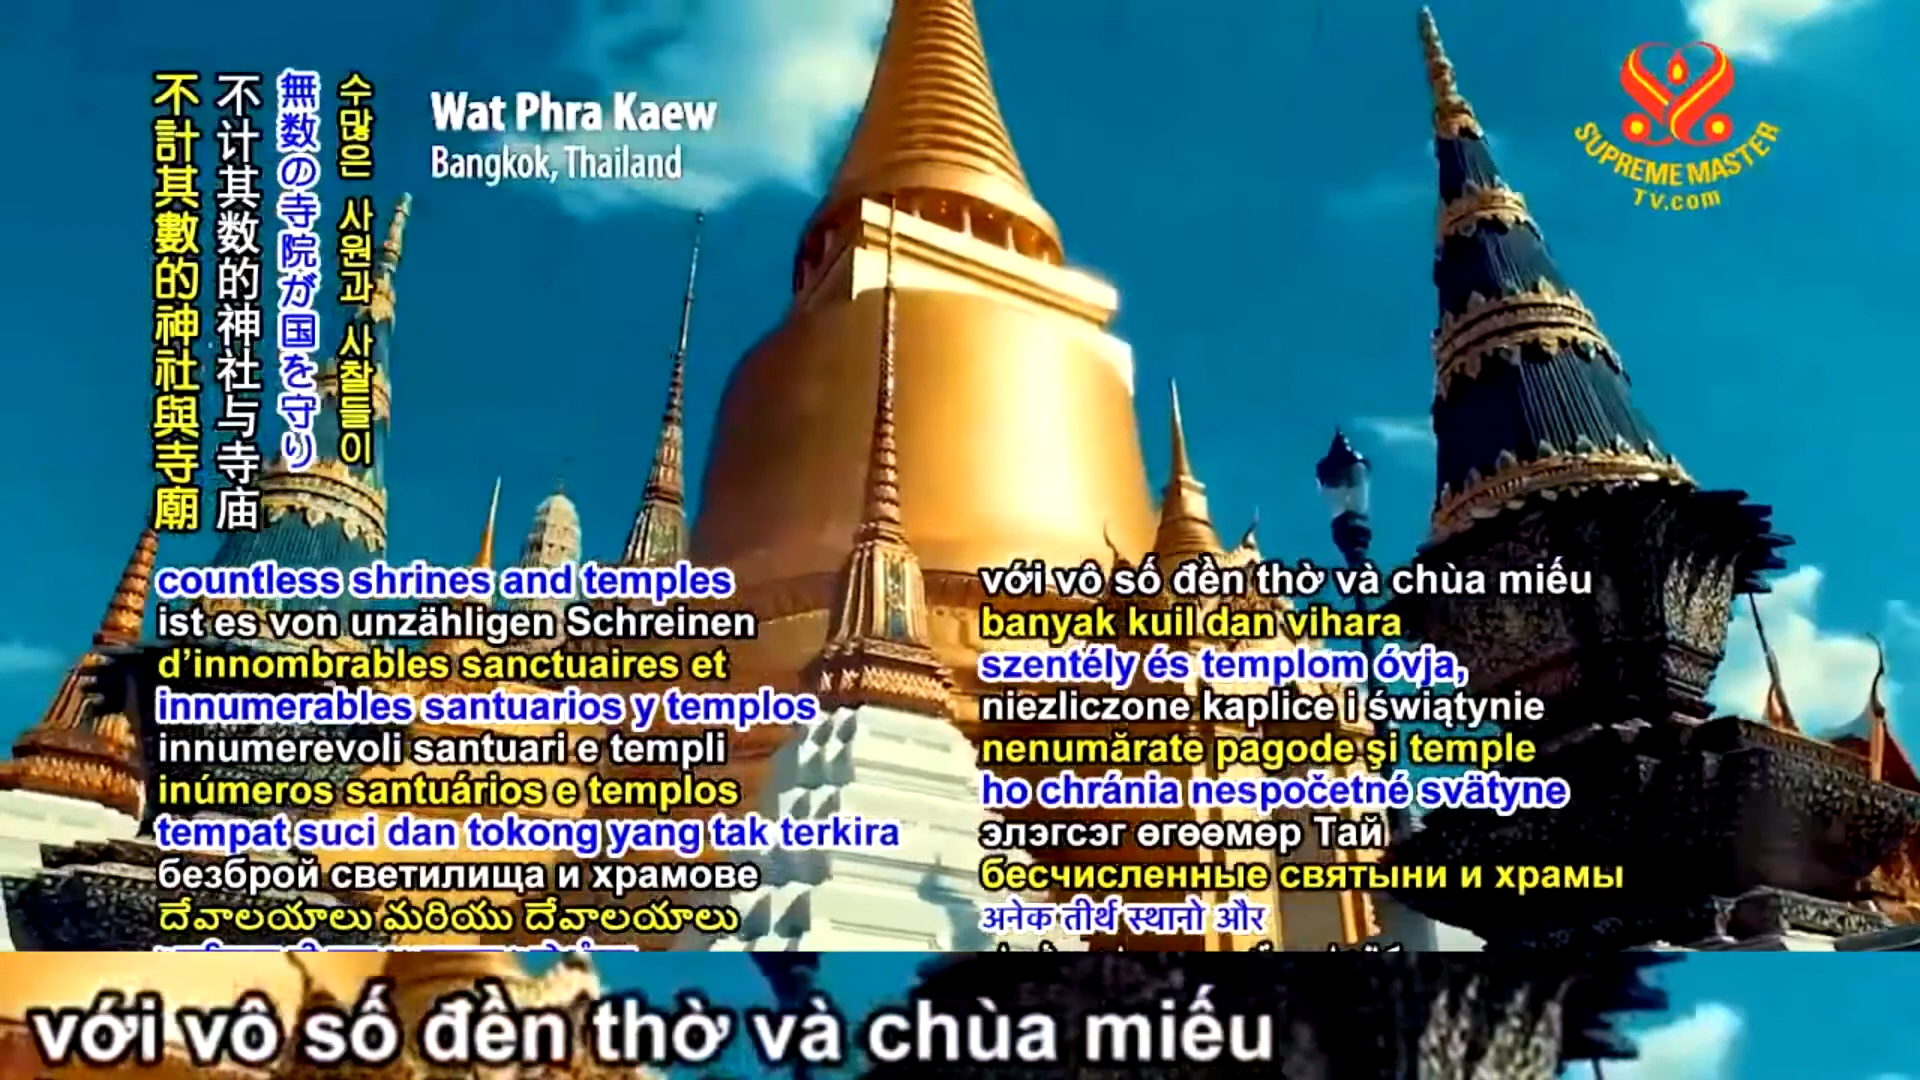 수많은 사원과 사찰들이
無数の寺院が国を守り
不计其数的神社与寺庙
不計其數的神社與寺廟
Wat Phra Kaew
Bangkok, Thailand
SUPREME MASTER
TV.com
countless shrines and temples
ist es von unzähligen Schreinen
d’innombrables sanctuaires et
innumerables santuarios y templos
innumerevoli santuari e templi
inúmeros santuários e templos
tempat suci dan tokong yang tak terkira
безброй светилища и храмове
దేవాలయాలు మరియు దేవాలయాలు
với vô số đền thờ và chùa miếu
banyak kuil dan vihara
szentély és templom óvja,
niezliczone kaplice i świątynie
nenumărate pagode şi temple
ho chránia nespočetné svätyne
элэгсэг өгөөмөр Тай
бесчисленные святыни и храмы
अनेक तीर्थ स्थानो और
với vô số đền thờ và chùa miếu